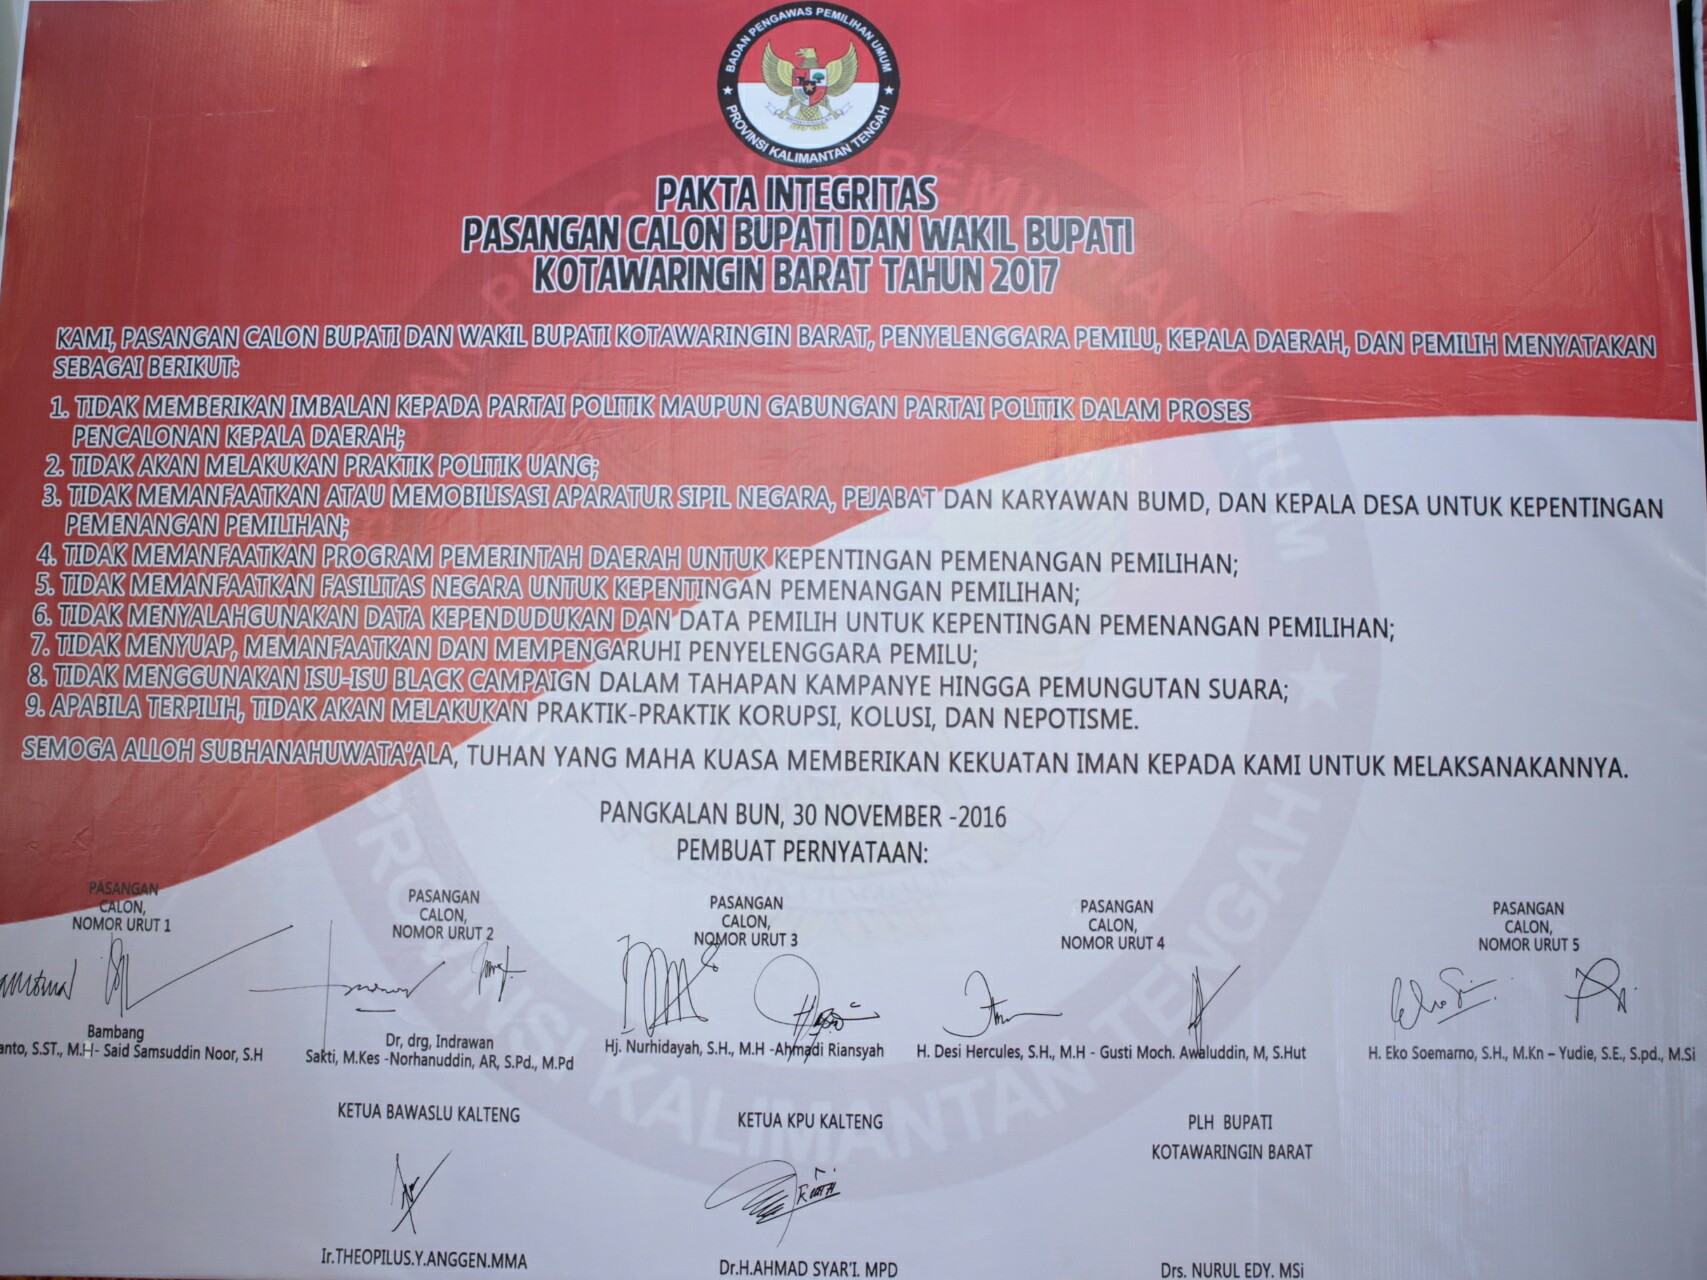 BADAN PENGAWAS PEMILIHAN UMUM
PROVINSI KALIMANTAN TENGAH
PAKTA INTEGRITAS
PASANGAN CALON BUPATI DAN WAKIL BUPATI
KOTAWARINGIN BARAT TAHUN 2017
KAMI, PASANGAN CALON BUPATI DAN WAKIL BUPATI KOTAWARINGIN BARAT, PENYELENGGARA PEMILU, KEPALA DAERAH, DAN PEMILIH MENYATAKAN
SEBAGAI BERIKUT:
1. TIDAK MEMBERIKAN IMBALAN KEPADA PARTAI POLITIK MAUPUN GABUNGAN PARTAI POLITIK DALAM PROSES
PENCALONAN KEPALA DAERAH;
2. TIDAK AKAN MELAKUKAN PRAKTIK POLITIK UANG;
3. TIDAK MEMANFAATKAN ATAU MEMOBILISASI APARATUR SIPIL NEGARA, PEJABAT DAN KARYAWAN BUMD, DAN KEPALA DESA UNTUK KEPENTINGAN
PEMENANGAN PEMILIHAN;
4. TIDAK MEMANFAATKAN PROGRAM PEMERINTAH DAERAH UNTUK KEPENTINGAN PEMENANGAN PEMILIHAN;
5. TIDAK MEMANFAATKAN FASILITAS NEGARA UNTUK KEPENTINGAN PEMENANGAN PEMILIHAN;
6. TIDAK MENYALAHGUNAKAN DATA KEPENDUDUKAN DAN DATA PEMILIH UNTUK KEPENTINGAN PEMENANGAN PEMILIHAN;
7. TIDAK MENYUAP, MEMANFAATKAN DAN MEMPENGARUHI PENYELENGGARA PEMILU;
8. TIDAK MENGGUNAKAN ISU-ISU BLACK CAMPAIGN DALAM TAHAPAN KAMPANYE HINGGA PEMUNGUTAN SUARA;
9. APABILA TERPILIH, TIDAK AKAN MELAKUKAN PRAKTIK-PRAKTIK KORUPSI, KOLUSI, DAN NEPOTISME.
SEMOGA ALLOH SUBHANAHUWATA'ALA, TUHAN YANG MAHA KUASA MEMBERIKAN KEKUATAN IMAN KEPADA KAMI UNTUK MELAKSANAKANNYA.
PANGKALAN BUN, 30 NOVEMBER -2016
PEMBUAT PERNYATAAN:
PASANGAN
CALON,
NOMOR URUT 1
Bambang
anto, S.ST., M.H- Said Samsuddin Noor, S.H
PASANGAN
CALON,
NOMOR URUT 2
Dr, drg, Indrawan
Sakti, M.Kes -Norhanuddin, AR, S.Pd., M.Pd
PASANGAN
CALON,
NOMOR URUT 3
Hj. Nurhidayah, S.H., M.H -Ahmadi Riansyah
PASANGAN
CALON,
NOMOR URUT 4
H. Desi Hercules, S.H., M.H - Gusti Moch. Awaluddin, M, S.Hut
PASANGAN
CALON,
NOMOR URUT 5
H. Eko Soemarno, S.H., M.Kn – Yudie, S.E., S.pd., M.Si
KETUA BAWASLU KALTENG
Ir.THEOPILUS.Y.ANGGEN.MMA
KETUA KPU KALTENG
Dr.H.AHMAD SYAR'I. MPD
PLH BUPATI
KOTAWARINGIN BARAT
Drs. NURUL EDY. MSi